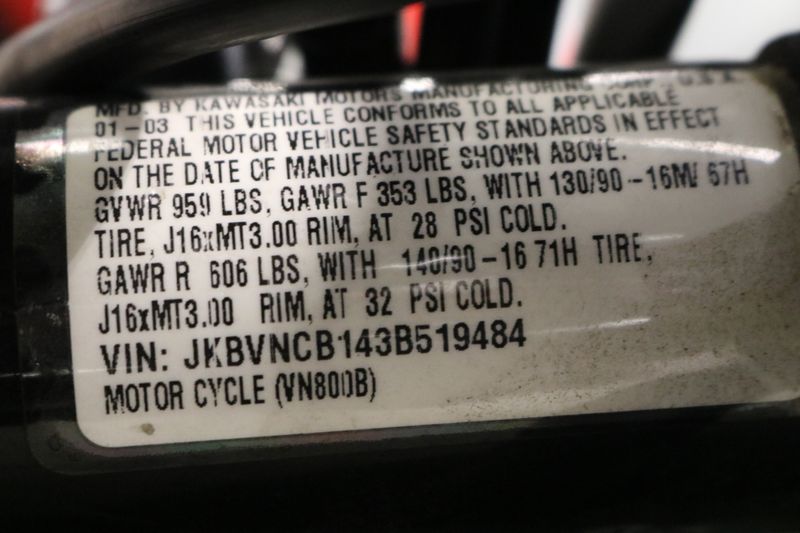 MFD. BY KAWASAKI MOTORS MANUFACTURING CORP., U.S.A.
01-03 THIS VEHICLE CONFORMS TO ALL APPLICABLE
FEDERAL MOTOR VEHICLE SAFETY STANDARDS IN EFFECT
ON THE DATE OF MANUFACTURE SHOWN ABOVE.
GVWR 959 LBS, GAWR F 353 LBS, WITH 130/90-16M/ 67H
TIRE, J16xMT3.00 RIM, AT 28 PSI COLD.
GAWR R 606 LBS, WITH 140/90-16 71H TIRE,
J16xMT3.00 RIM, AT 32 PSI COLD.
VIN: JKBVNCB143B519484
MOTOR CYCLE (VN800B)